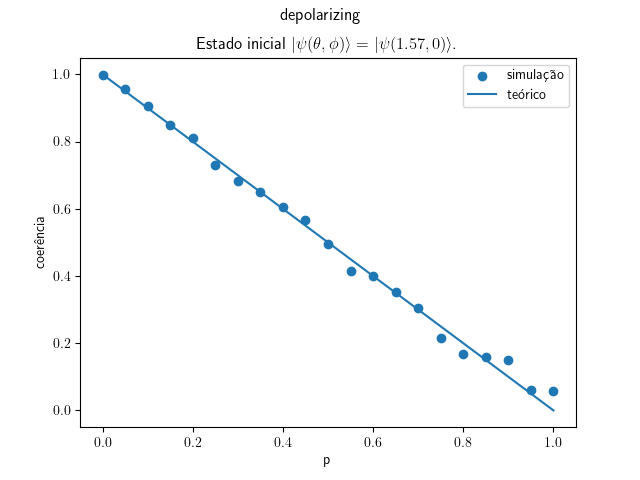 depolarizing
Estado inicial |ψ(θ, ϕ)⟩ = |ψ(1.57, 0)⟩.
simulação
teórico
1.0
0.8
0.6
0.4
0.2
0.0
coerência
0.0 0.2 0.4 0.6 0.8 1.0
p